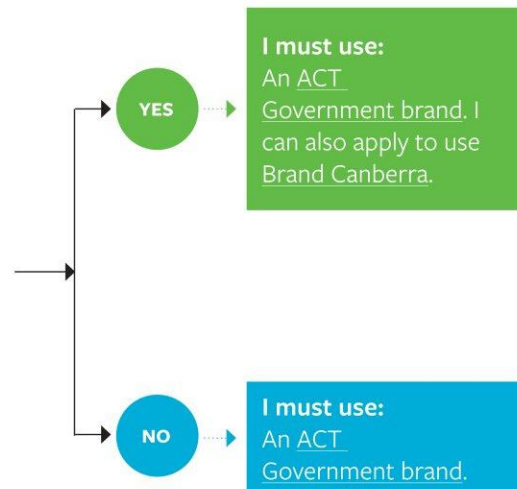 YES
I must use:
An ACT
Government brand. I
can also apply to use
Brand Canberra.
NO
I must use:
An ACT
Government brand.